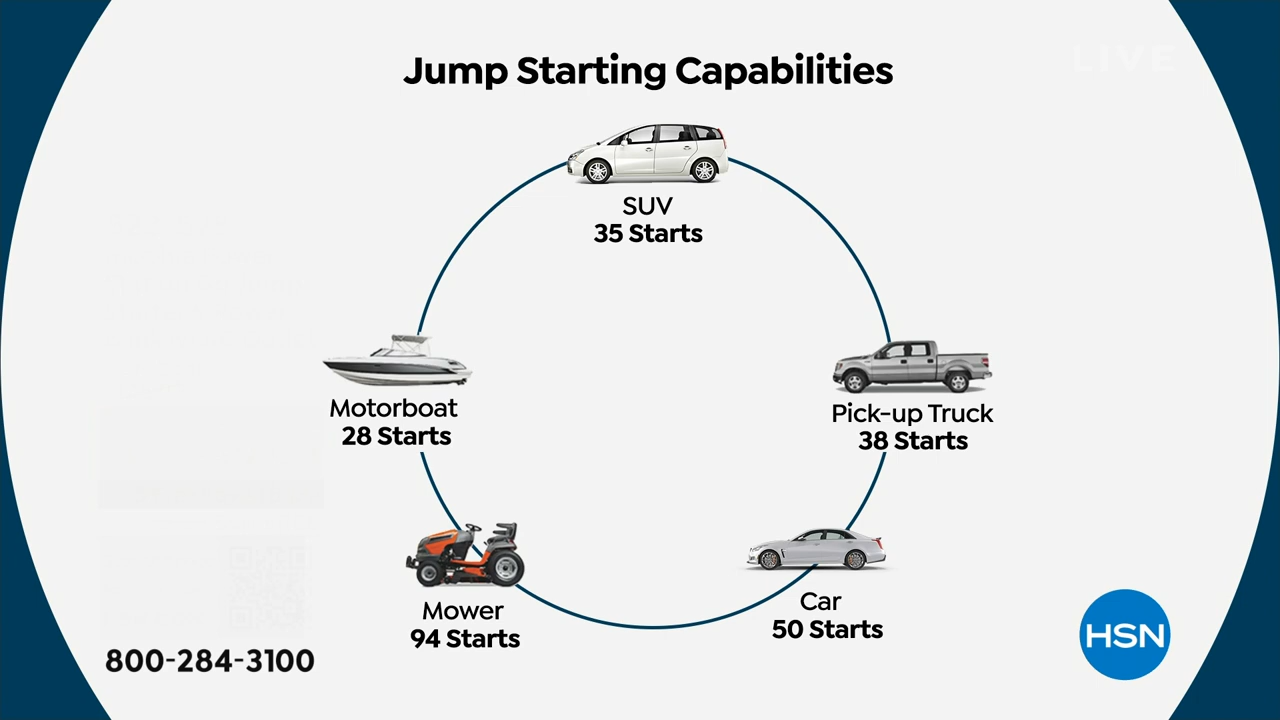 Jump Starting Capabilities
LIVE
SUV
35 Starts
Motorboat
28 Starts
Pick-up Truck
38 Starts
Mower
94 Starts
Car
50 Starts
800-284-3100
HSN